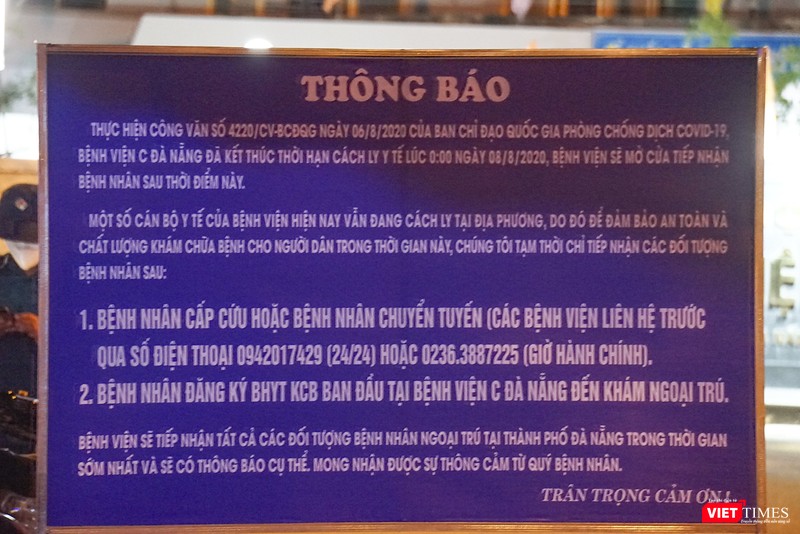 THÔNG BÁO
THỰC HIỆN CÔNG VĂN SỐ 4220/CV-BCĐQG NGÀY 06/8/2020 CỦA BAN CHỈ ĐẠO QUỐC GIA PHÒNG CHỐNG DỊCH COVID-19,
BỆNH VIỆN C ĐÀ NẴNG ĐÃ KẾT THÚC THỜI HẠN CÁCH LY Y TẾ LÚC 0:00 NGÀY 08/8/2020, BỆNH VIỆN SẼ MỞ CỬA TIẾP NHẬN
BỆNH NHÂN SAU THỜI ĐIỂM NÀY.
MỘT SỐ CÁN BỘ Y TẾ CỦA BỆNH VIỆN HIỆN NAY VẪN ĐANG CÁCH LY TẠI ĐỊA PHƯƠNG, DO ĐÓ ĐỂ ĐẢM BẢO AN TOÀN VÀ
CHẤT LƯỢNG KHÁM CHỮA BỆNH CHO NGƯỜI DÂN TRONG THỜI GIAN NÀY, CHÚNG TÔI TẠM THỜI CHỈ TIẾP NHẬN CÁC ĐỐI TƯỢNG
BỆNH NHÂN SAU:
1. BỆNH NHÂN CẤP CỨU HOẶC BỆNH NHÂN CHUYỂN TUYẾN (CÁC BỆNH VIỆN LIÊN HỆ TRƯỚC
QUA SỐ ĐIỆN THOẠI 0942017429 (24/24) HOẶC 0236.3887225 (GIỜ HÀNH CHÍNH).
2. BỆNH NHÂN ĐĂNG KÝ BHYT KCB BAN ĐẦU TẠI BỆNH VIỆN C ĐÀ NẴNG ĐẾN KHÁM NGOẠI TRÚ.
BỆNH VIỆN SẼ TIẾP NHẬN TẤT CẢ CÁC ĐỐI TƯỢNG BỆNH NHÂN NGOẠI TRÚ TẠI THÀNH PHỐ ĐÀ NẴNG TRONG THỜI GIAN
SỚM NHẤT VÀ SẼ CÓ THÔNG BÁO CỤ THỂ. MONG NHẬN ĐƯỢC SỰ THÔNG CẢM TỪ QUÝ BỆNH NHÂN.
TRÂN TRỌNG CẢM ƠN!
VIETTIMES